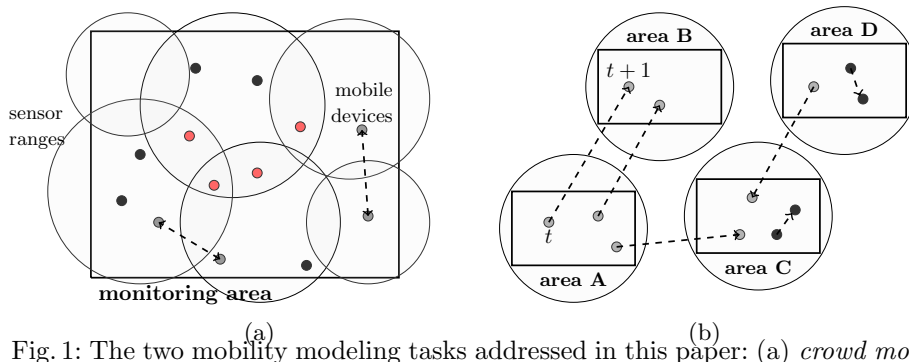 sensor
ranges
mobile
devices
monitoring area
(a)
area B
t + 1
area D
t
area A
area C
(b)
Fig. 1: The two mobility modeling tasks addressed in this paper: (a) crowd mo